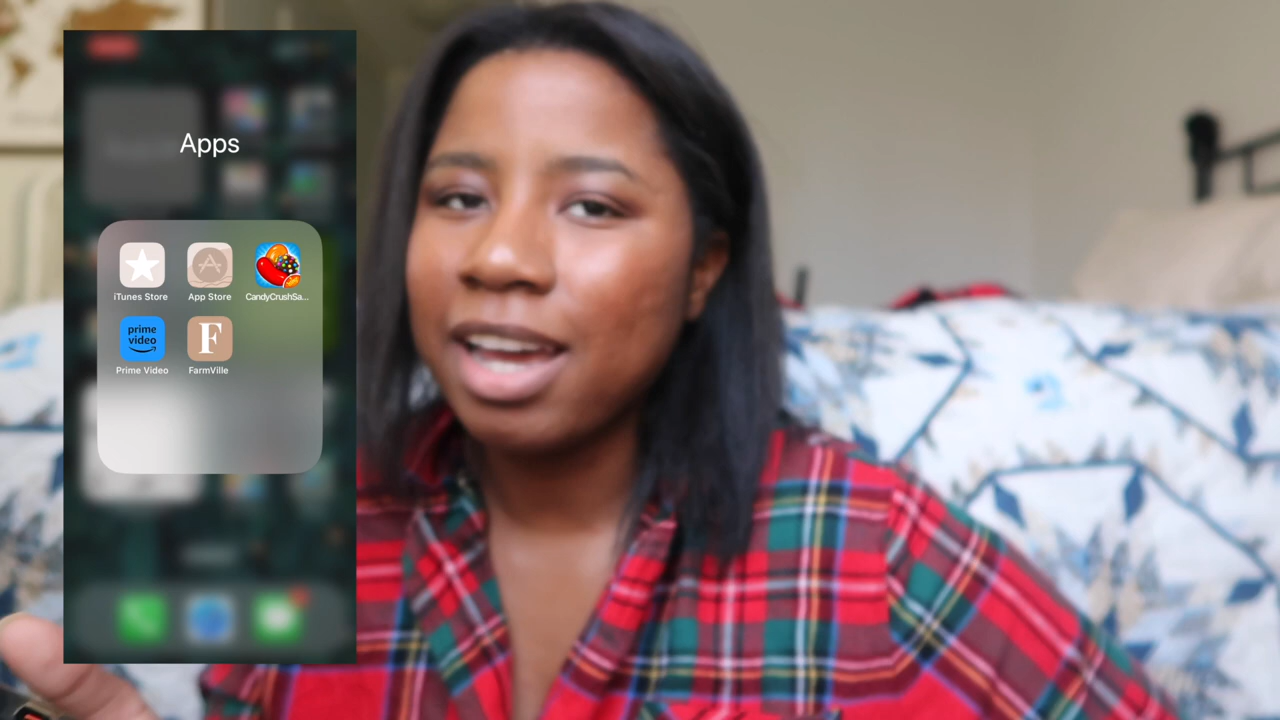 Apps
iTunes Store
App Store
CandyCrushSa...
prime
video
F
Prime Video
FarmVille